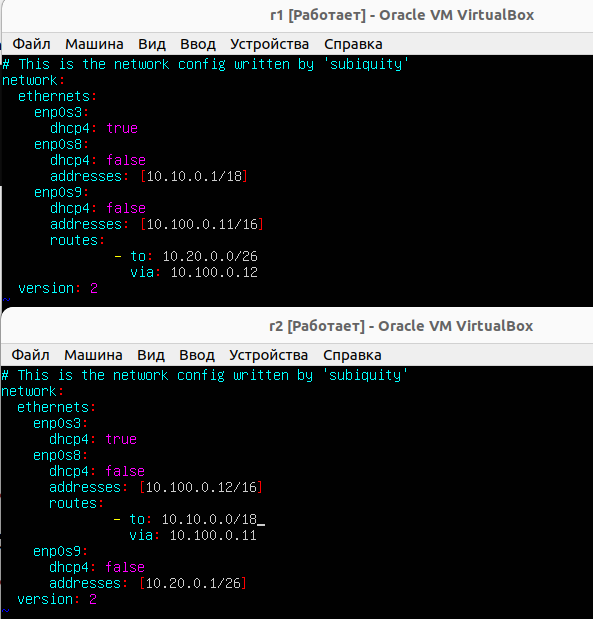 r1 [Работает] - Oracle VM VirtualBox
Файл Машина Вид Ввод Устройства Справка
# This is the network config written by 'subiquity'
network:
  ethernets:
    enp0s3:
      dhcp4: true
    enp0s8:
      dhcp4: false
      addresses: [10.10.0.1/18]
    enp0s9:
      dhcp4: false
      addresses: [10.100.0.11/16]
      routes:
              - to: 10.20.0.0/26
                via: 10.100.0.12
  version: 2
~
r2 [Работает] - Oracle VM VirtualBox
Файл Машина Вид Ввод Устройства Справка
# This is the network config written by 'subiquity'
network:
  ethernets:
    enp0s3:
      dhcp4: true
    enp0s8:
      dhcp4: false
      addresses: [10.100.0.12/16]
      routes:
              - to: 10.10.0.0/18
                via: 10.100.0.11
    enp0s9:
      dhcp4: false
      addresses: [10.20.0.1/26]
  version: 2
~